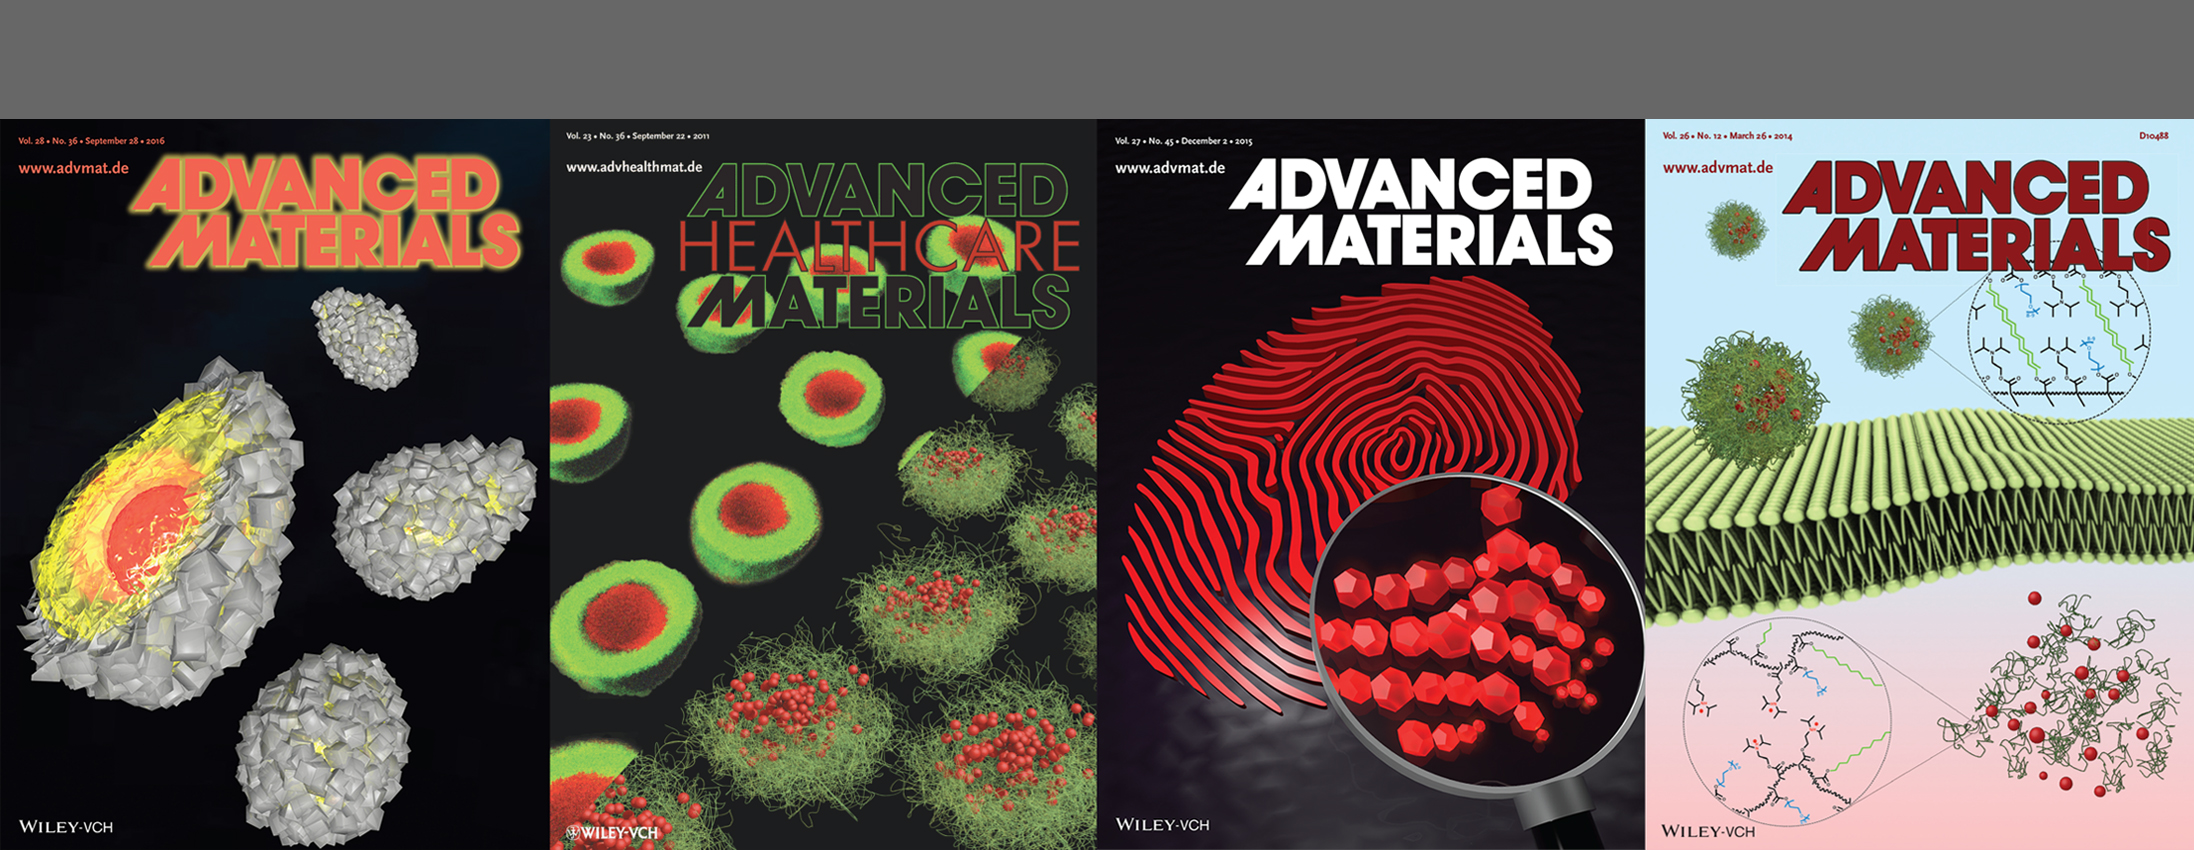 Vol. 28 • No. 36 • September 28 • 2016
www.advmat.de
ADVANCED
MATERIALS
WILEY-VCH
Vol. 23 • No. 36 • September 22 • 2011
www.advhealthmat.de
ADVANCED
HEALTHCARE
MATERIALS
WILEY-VCH
Vol. 27 • No. 45 • December 2 • 2015
www.advmat.de
ADVANCED
MATERIALS
WILEY-VCH
Vol. 26 • No. 12 • March 26 • 2014
D10488
www.advmat.de
ADVANCED
MATERIALS
WILEY-VCH